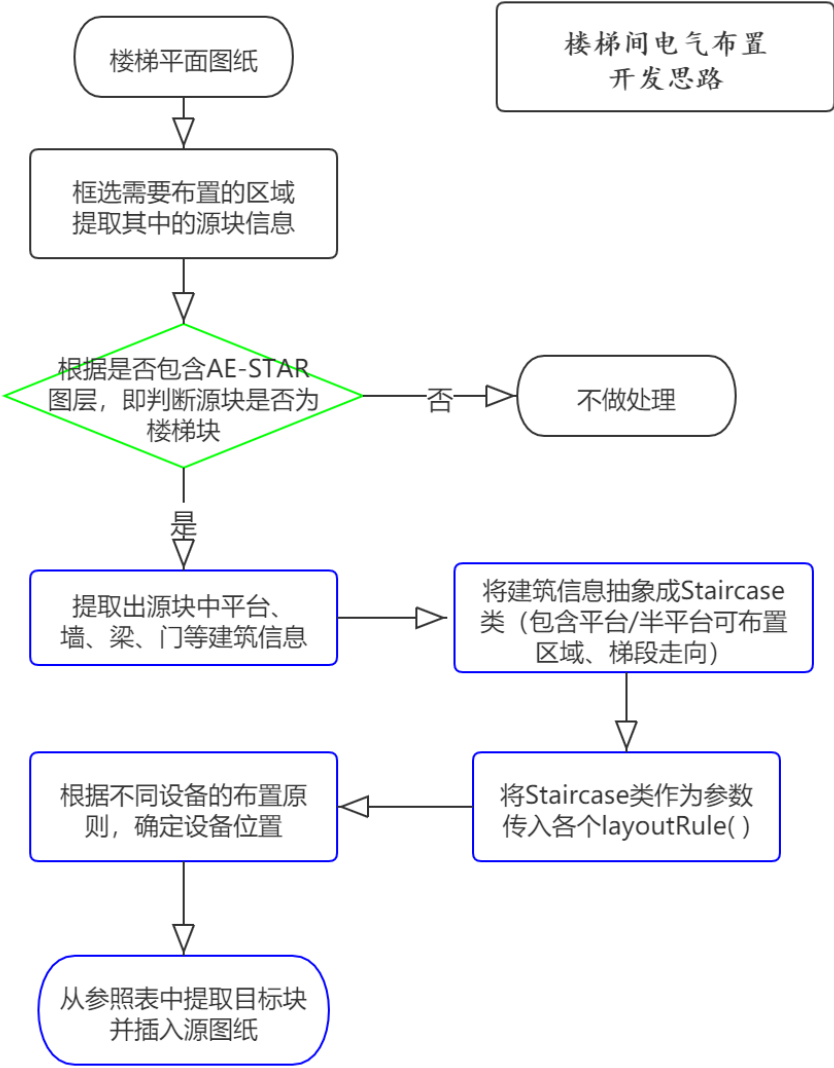 楼梯间电气布置
开发思路
楼梯平面图纸
框选需要布置的区域
提取其中的源块信息
根据是否包含AE-STAR
图层，即判断源块是否为
楼梯块
否
不做处理
是
提取出源块中平台、
墙、梁、门等建筑信息
将建筑信息抽象成Staircase
类（包含平台/半平台可布置
区域、梯段走向）
将Staircase类作为参数
传入各个layoutRule( )
根据不同设备的布置原
则，确定设备位置
从参照表中提取目标块
并插入源图纸